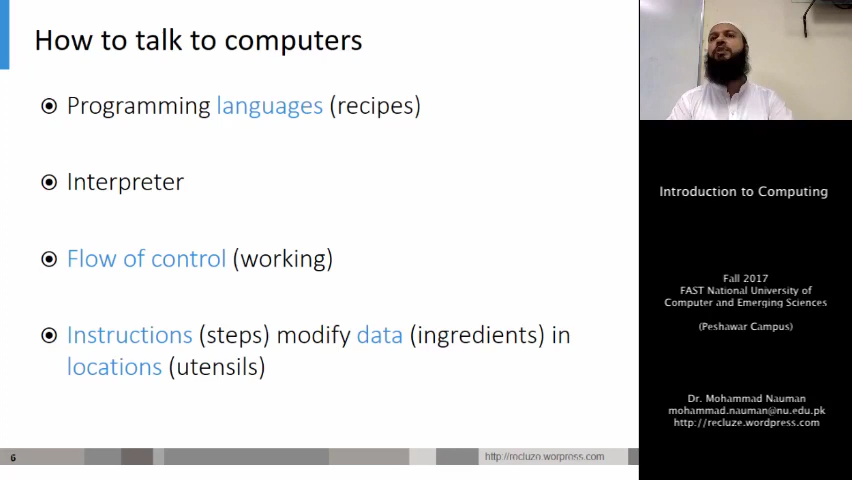 How to talk to computers
Programming languages (recipes)
Interpreter
Flow of control (working)
Instructions (steps) modify data (ingredients) in
locations (utensils)
6
http://recluze.worpress.com
Introduction to Computing
Fall 2017
FAST National University of
Computer and Emerging Sciences
(Peshawar Campus)
Dr. Mohammad Nauman
mohammad.nauman@nu.edu.pk
http://recluze.wordpress.com